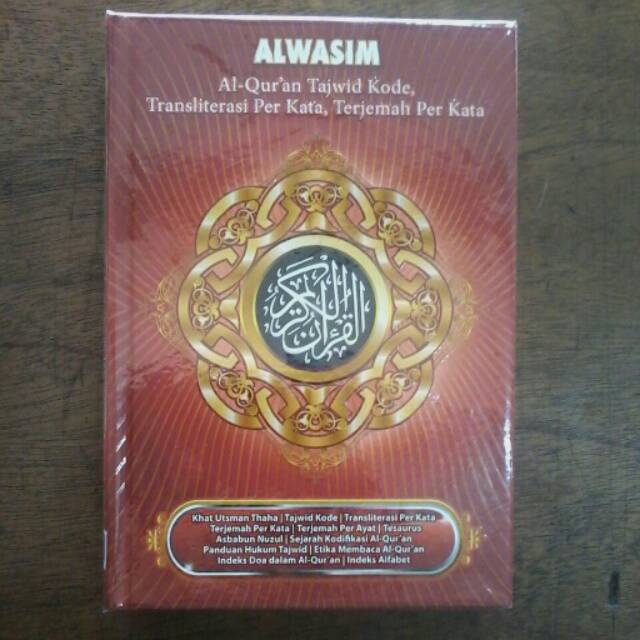 ALWASIM
Al-Qur'an Tajwid Kode,
Transliterasi Per Kata, Terjemah Per Kata
القرآن الكريم
Khat Utsman Thaha | Tajwid Kode | Transliterasi Per Kata
Terjemah Per Kata | Terjemah Per Ayat | Tesaurus
Asbabun Nuzul | Sejarah Kodifikasi Al-Qur'an
Panduan Hukum Tajwid | Etika Membaca Al-Qur'an
Indeks Doa dalam Al-Qur'an | Indeks Alfabet